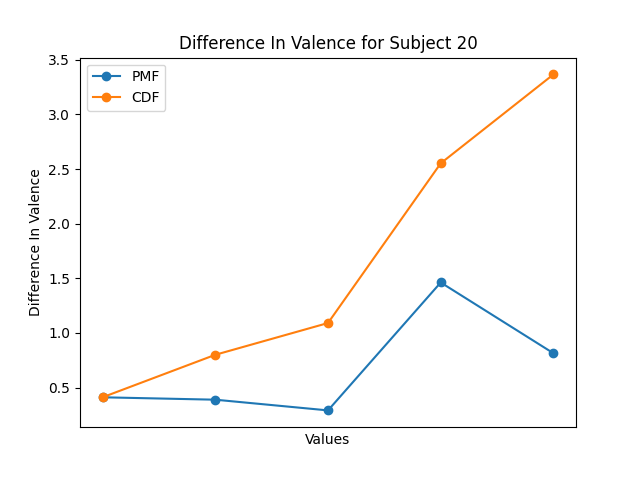 Difference In Valence for Subject 20
PMF
CDF
3.5
3.0
2.5
2.0
1.5
1.0
0.5
Difference In Valence
Values